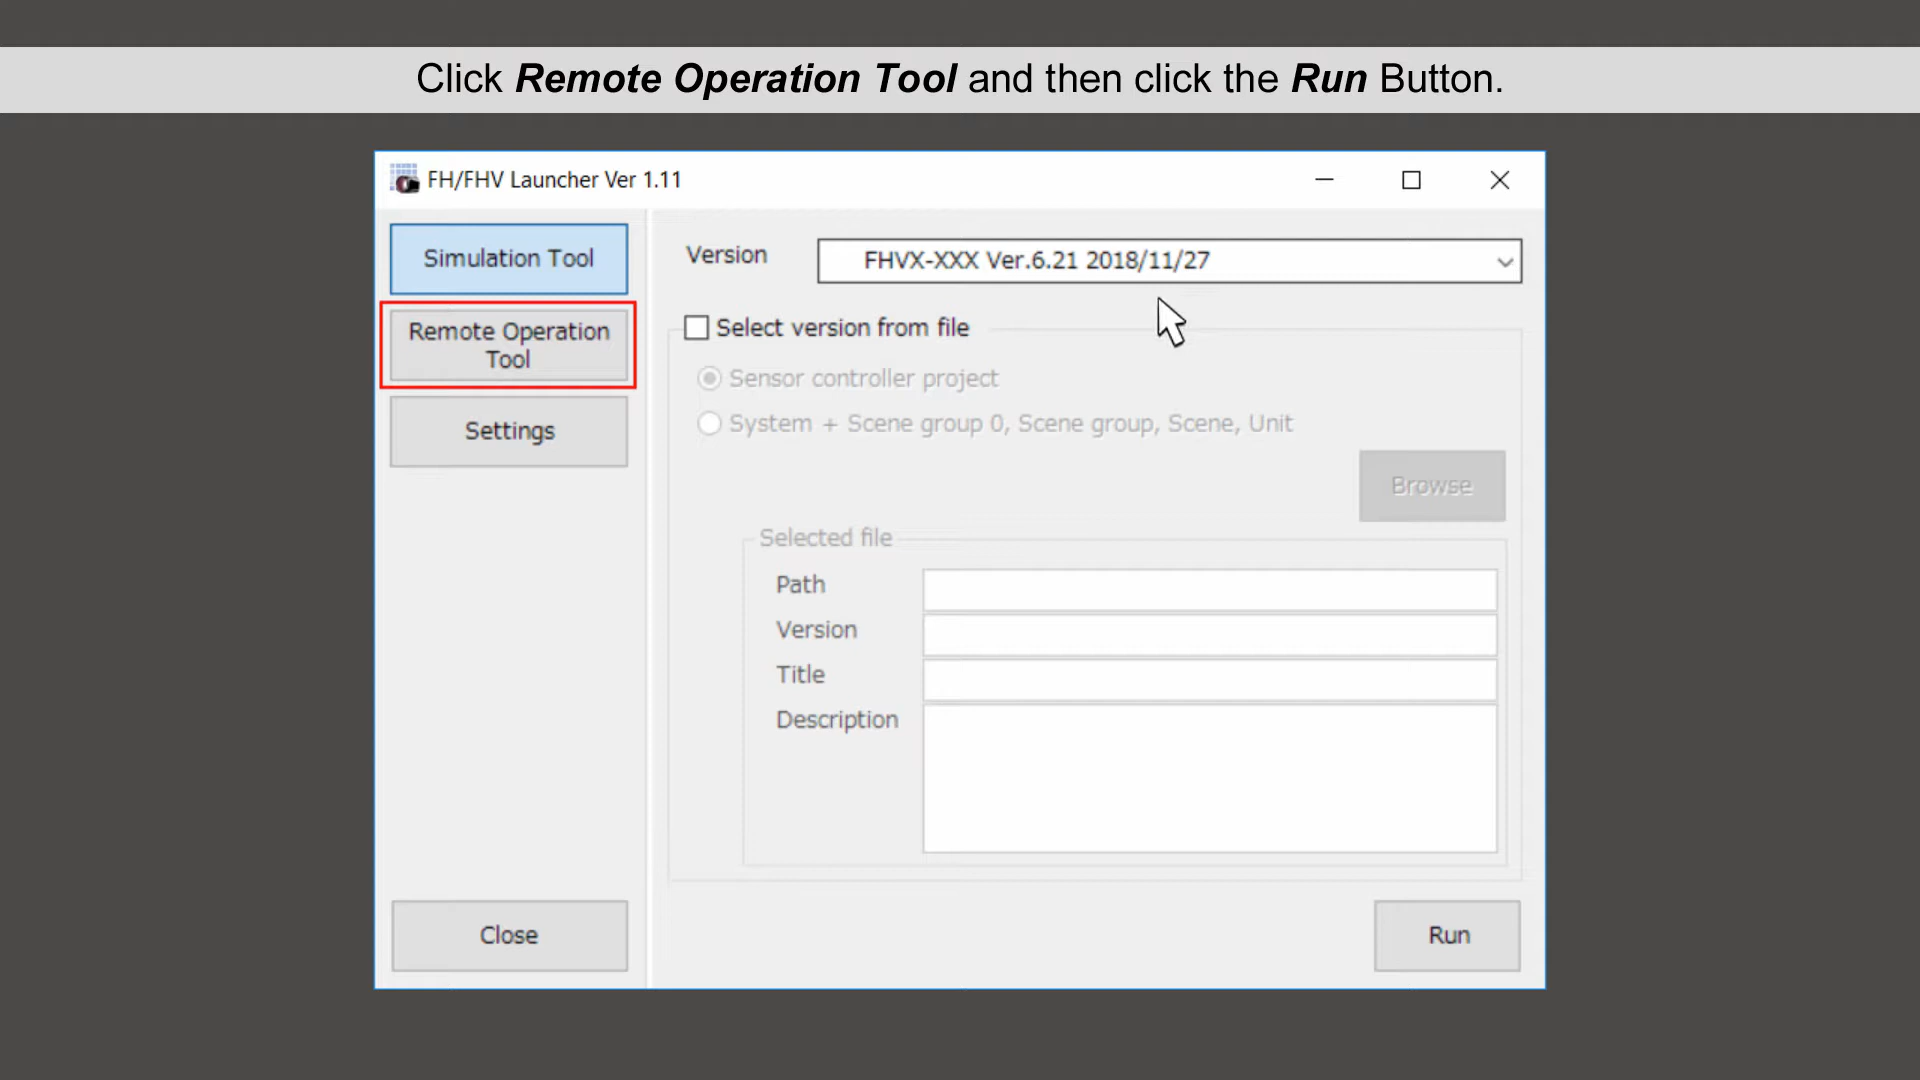 Click Remote Operation Tool and then click the Run Button.
FH/FHV Launcher Ver 1.11
Simulation Tool
Remote Operation
Tool
Settings
Close
Version
FHVX-XXX Ver.6.21 2018/11/27
Select version from file
Sensor controller project
System + Scene group 0, Scene group, Scene, Unit
Browse
Selected file
Path
Version
Title
Description
Run